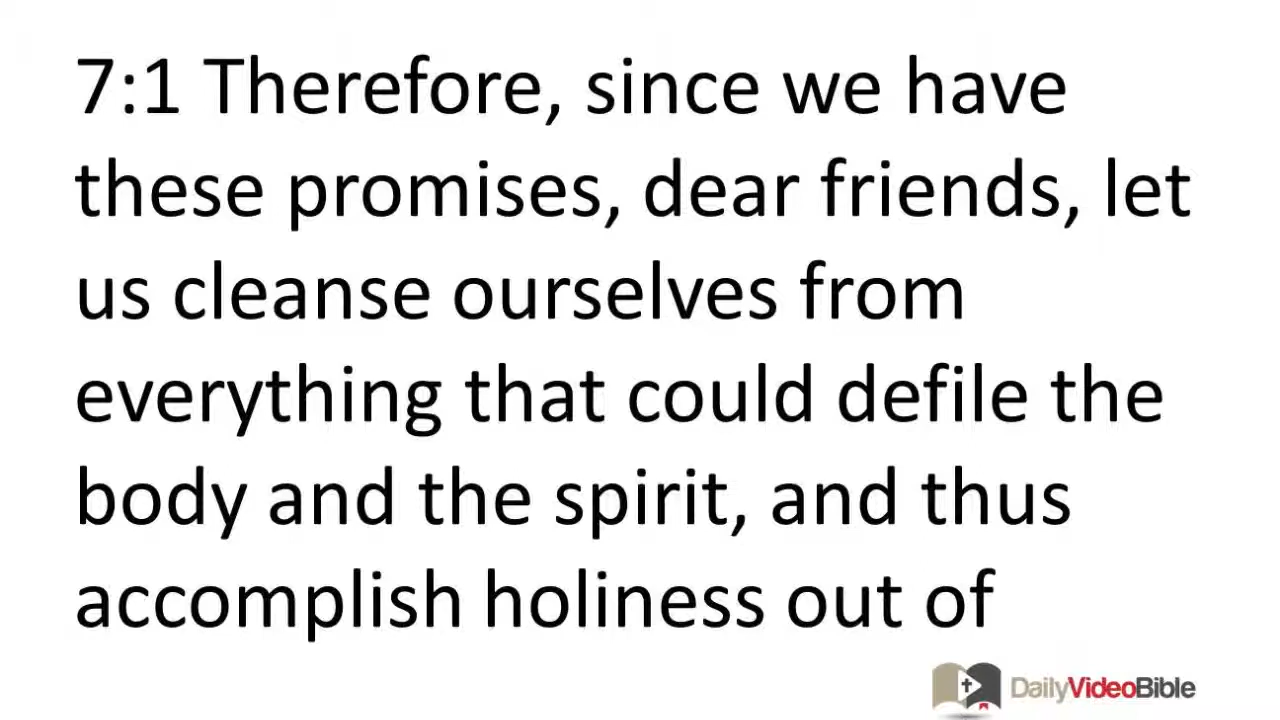 7:1 Therefore, since we have
these promises, dear friends, let
us cleanse ourselves from
everything that could defile the
body and the spirit, and thus
accomplish holiness out of
DailyVideoBible